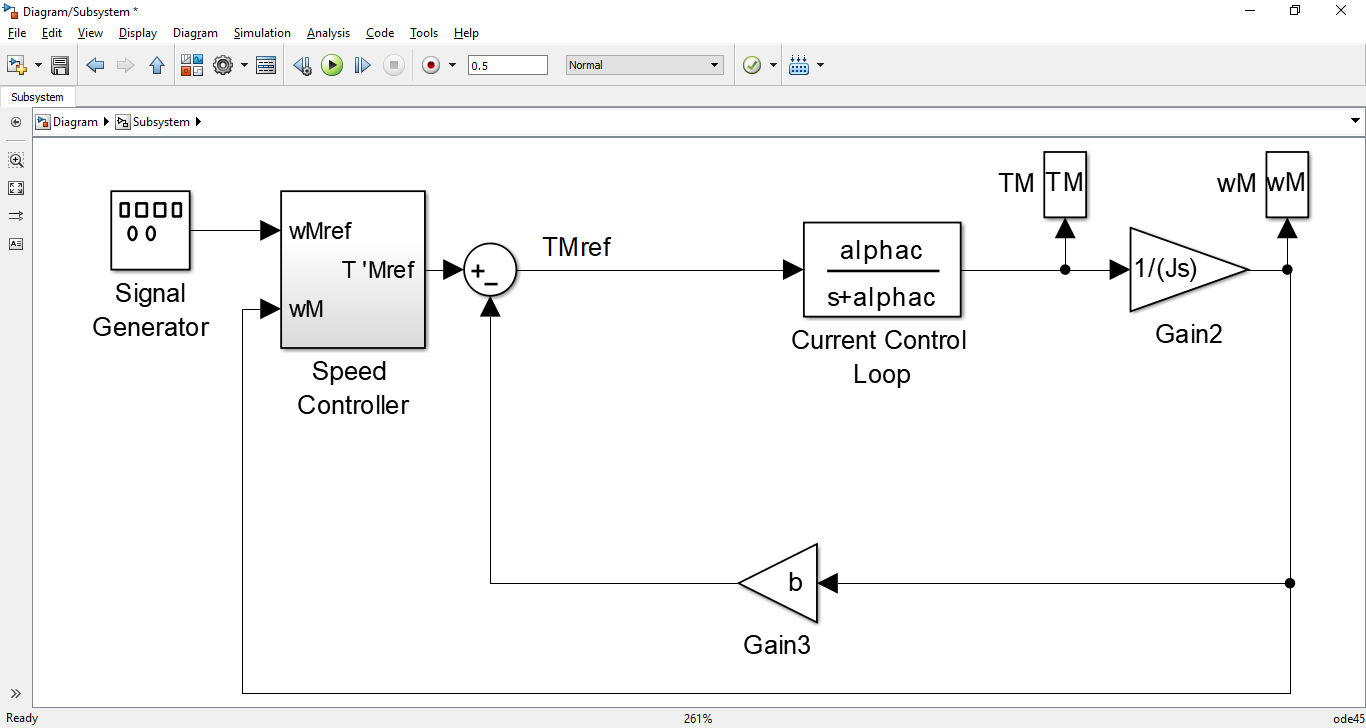 Diagram/Subsystem *
File Edit View Display Diagram Simulation Analysis Code Tools Help
0.5 Normal
Subsystem
Diagram Subsystem
TM TM
wM wM
wMref
T 'Mref
wM
Signal
Generator
Speed
Controller
+
−
TMref
alphac
s+alphac
Current Control
Loop
1/(Js)
Gain2
b
Gain3
Ready 261% ode45